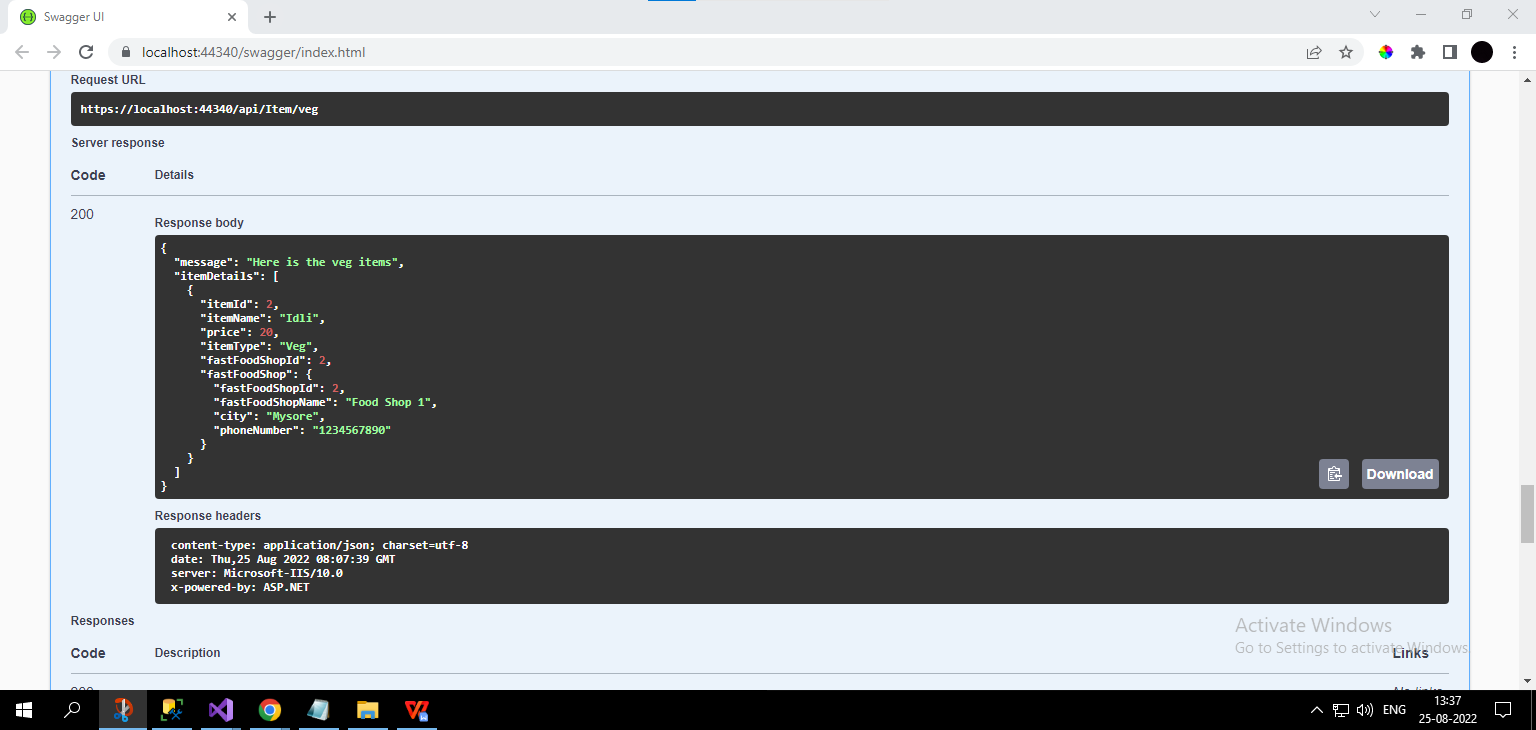 Swagger UI
localhost:44340/swagger/index.html
Request URL
https://localhost:44340/api/Item/veg
Server response
Code Details
200
Response body
{
"message": "Here is the veg items",
"itemDetails": [
{
"itemId": 2,
"itemName": "Idli",
"price": 20,
"itemType": "Veg",
"fastFoodShopId": 2,
"fastFoodShop": {
"fastFoodShopId": 2,
"fastFoodShopName": "Food Shop 1",
"city": "Mysore",
"phoneNumber": "1234567890"
}
}
]
}
Download
Response headers
content-type: application/json; charset=utf-8
date: Thu,25 Aug 2022 08:07:39 GMT
server: Microsoft-IIS/10.0
x-powered-by: ASP.NET
Responses
Activate Windows
Go to Settings to activate Windows.
Code Description Links
ENG
13:37
25-08-2022